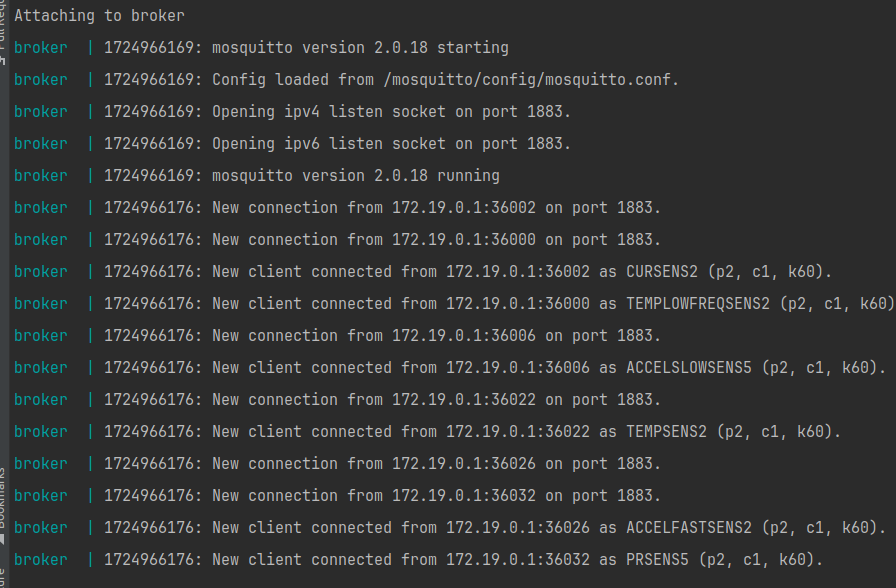 Attaching to broker
broker | 1724966169: mosquitto version 2.0.18 starting
broker | 1724966169: Config loaded from /mosquitto/config/mosquitto.conf.
broker | 1724966169: Opening ipv4 listen socket on port 1883.
broker | 1724966169: Opening ipv6 listen socket on port 1883.
broker | 1724966169: mosquitto version 2.0.18 running
broker | 1724966176: New connection from 172.19.0.1:36002 on port 1883.
broker | 1724966176: New connection from 172.19.0.1:36000 on port 1883.
broker | 1724966176: New client connected from 172.19.0.1:36002 as CURSENS2 (p2, c1, k60).
broker | 1724966176: New client connected from 172.19.0.1:36000 as TEMPLOWFREQSENS2 (p2, c1, k60)
broker | 1724966176: New connection from 172.19.0.1:36006 on port 1883.
broker | 1724966176: New client connected from 172.19.0.1:36006 as ACCELSLOWSENS5 (p2, c1, k60).
broker | 1724966176: New connection from 172.19.0.1:36022 on port 1883.
broker | 1724966176: New client connected from 172.19.0.1:36022 as TEMPSENS2 (p2, c1, k60).
broker | 1724966176: New connection from 172.19.0.1:36026 on port 1883.
broker | 1724966176: New connection from 172.19.0.1:36032 on port 1883.
broker | 1724966176: New client connected from 172.19.0.1:36026 as ACCELFASTSENS2 (p2, c1, k60).
broker | 1724966176: New client connected from 172.19.0.1:36032 as PRSENS5 (p2, c1, k60).
Bookmarks